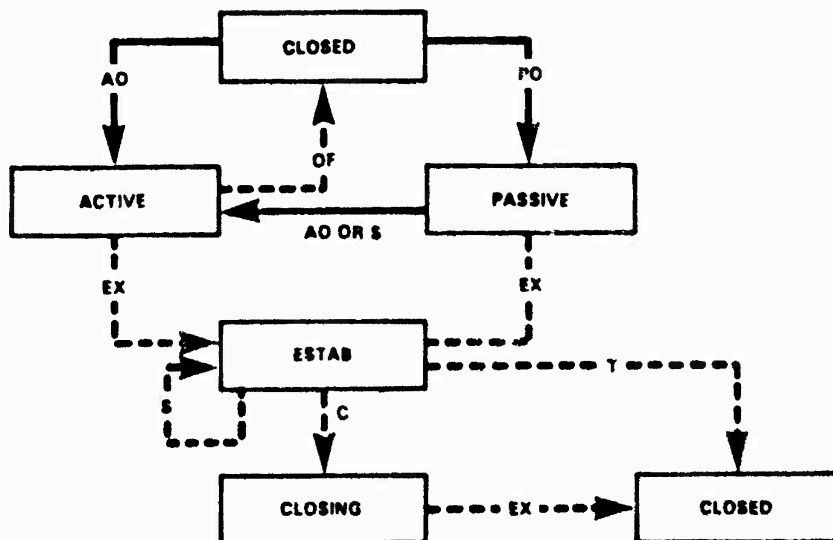 CLOSED
AO
PO
OF
ACTIVE
PASSIVE
AO OR S
EX
EX
ESTAB
T
S
C
CLOSING
EX
CLOSED